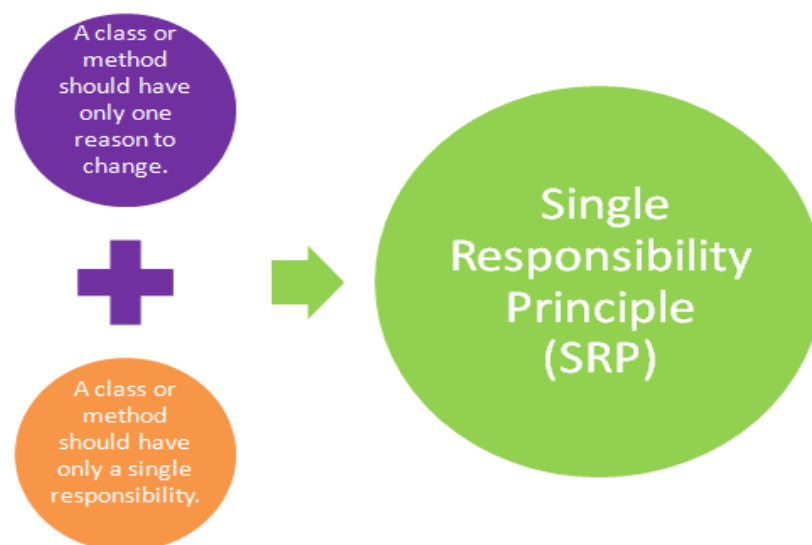 A class or
method
should have
only one
reason to
change.
A class or
method
should have
only a single
responsibility.
Single
Responsibility
Principle
(SRP)